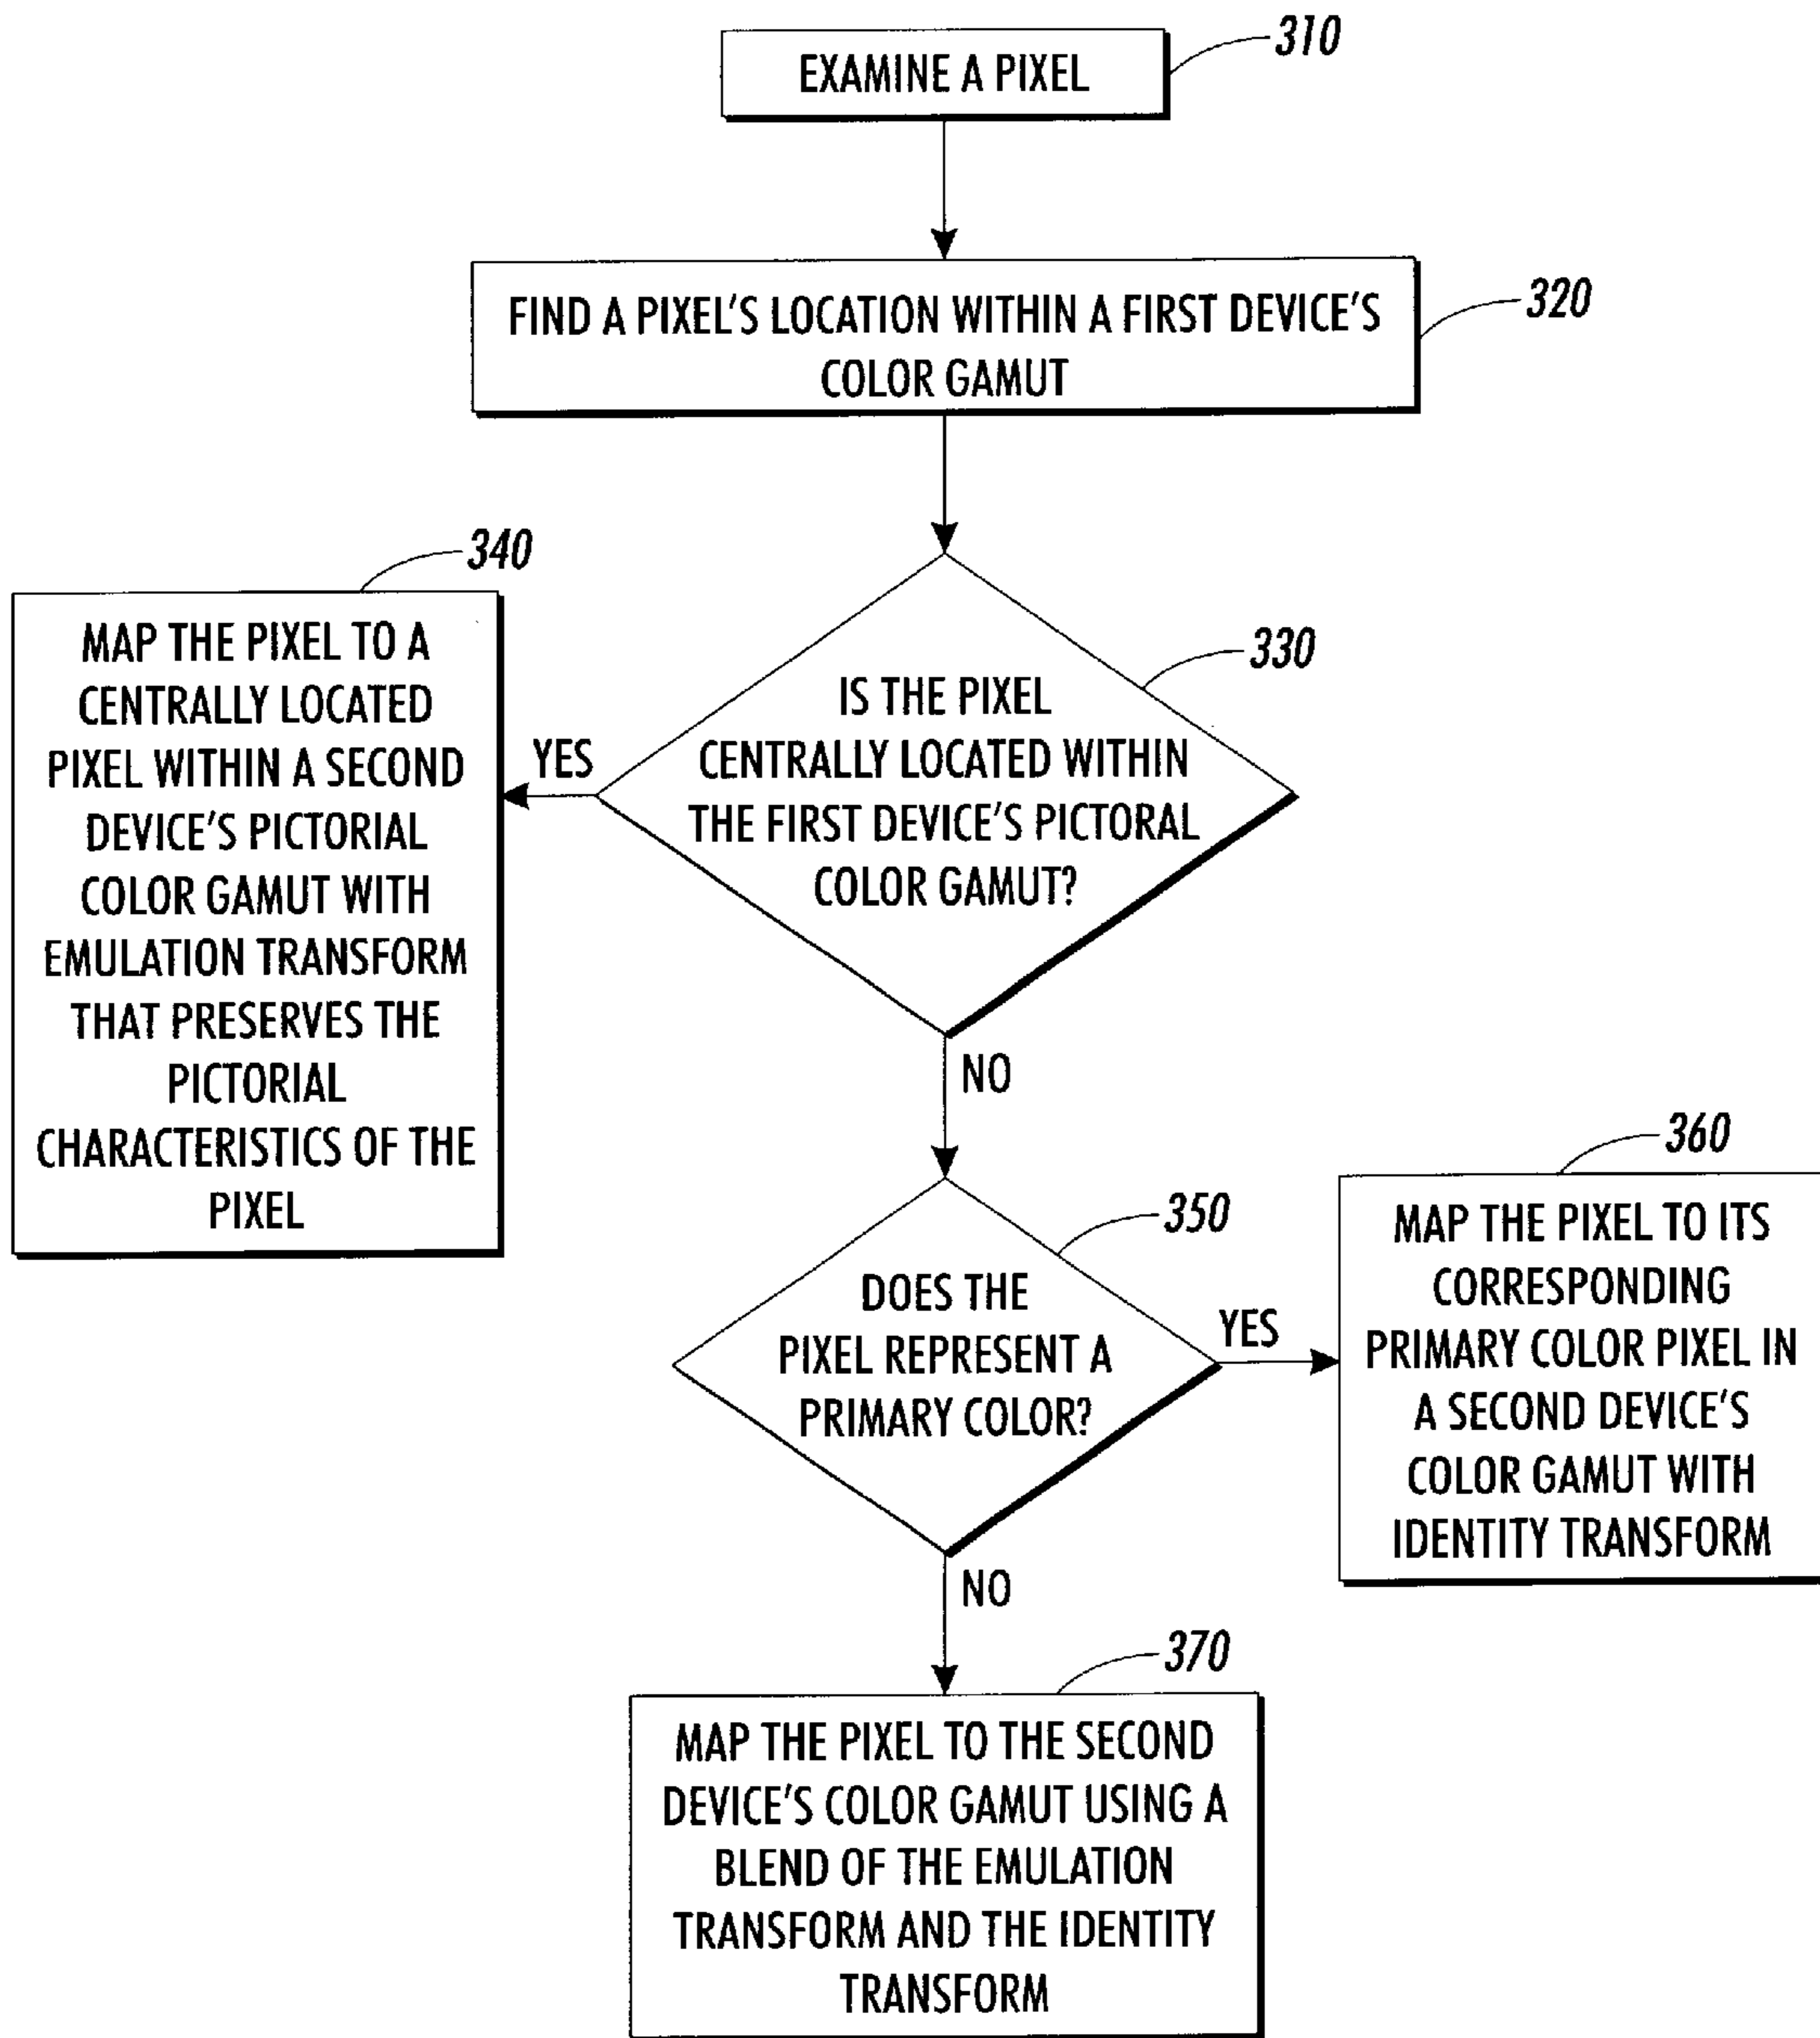 310
EXAMINE A PIXEL
320
FIND A PIXEL'S LOCATION WITHIN A FIRST DEVICE'S
COLOR GAMUT
330
IS THE PIXEL
CENTRALLY LOCATED WITHIN
THE FIRST DEVICE'S PICTORAL
COLOR GAMUT?
YES
340
MAP THE PIXEL TO A
CENTRALLY LOCATED
PIXEL WITHIN A SECOND
DEVICE'S PICTORIAL
COLOR GAMUT WITH
EMULATION TRANSFORM
THAT PRESERVES THE
PICTORIAL
CHARACTERISTICS OF THE
PIXEL
NO
350
DOES THE
PIXEL REPRESENT A
PRIMARY COLOR?
YES
360
MAP THE PIXEL TO ITS
CORRESPONDING
PRIMARY COLOR PIXEL IN
A SECOND DEVICE'S
COLOR GAMUT WITH
IDENTITY TRANSFORM
NO
370
MAP THE PIXEL TO THE SECOND
DEVICE'S COLOR GAMUT USING A
BLEND OF THE EMULATION
TRANSFORM AND THE IDENTITY
TRANSFORM